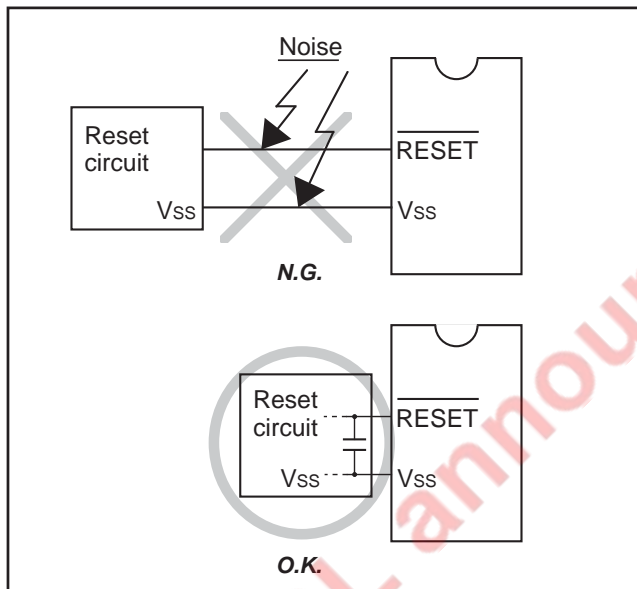 Noise
Reset
circuit
RESET
Vss
Vss
N.G.
Reset
circuit
RESET
Vss
Vss
O.K.